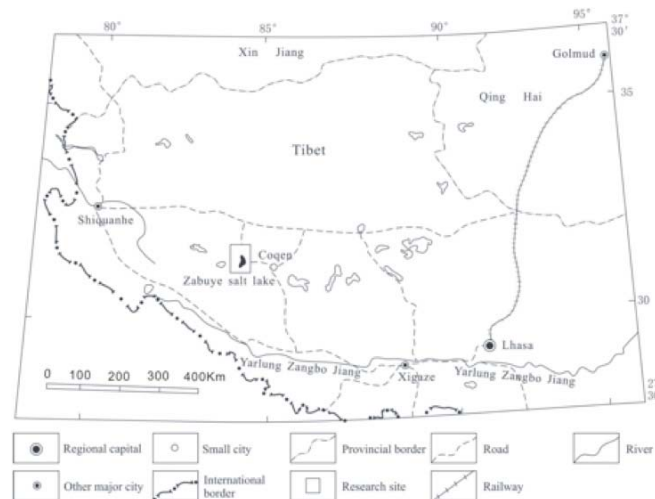 80°
85°
90°
95°
37°
30′
Xin Jiang
Golmud
35
Qing Hai
Tibet
Shiquanhe
Coqen
Zabuye salt lake
30
Lhasa
Yarlung Zangbo Jiang
Xigaze
Yarlung Zangbo Jiang
0 100 200 300 400Km
Regional capital
Small city
Provincial border
Road
River
Other major city
International
border
Research site
Railway